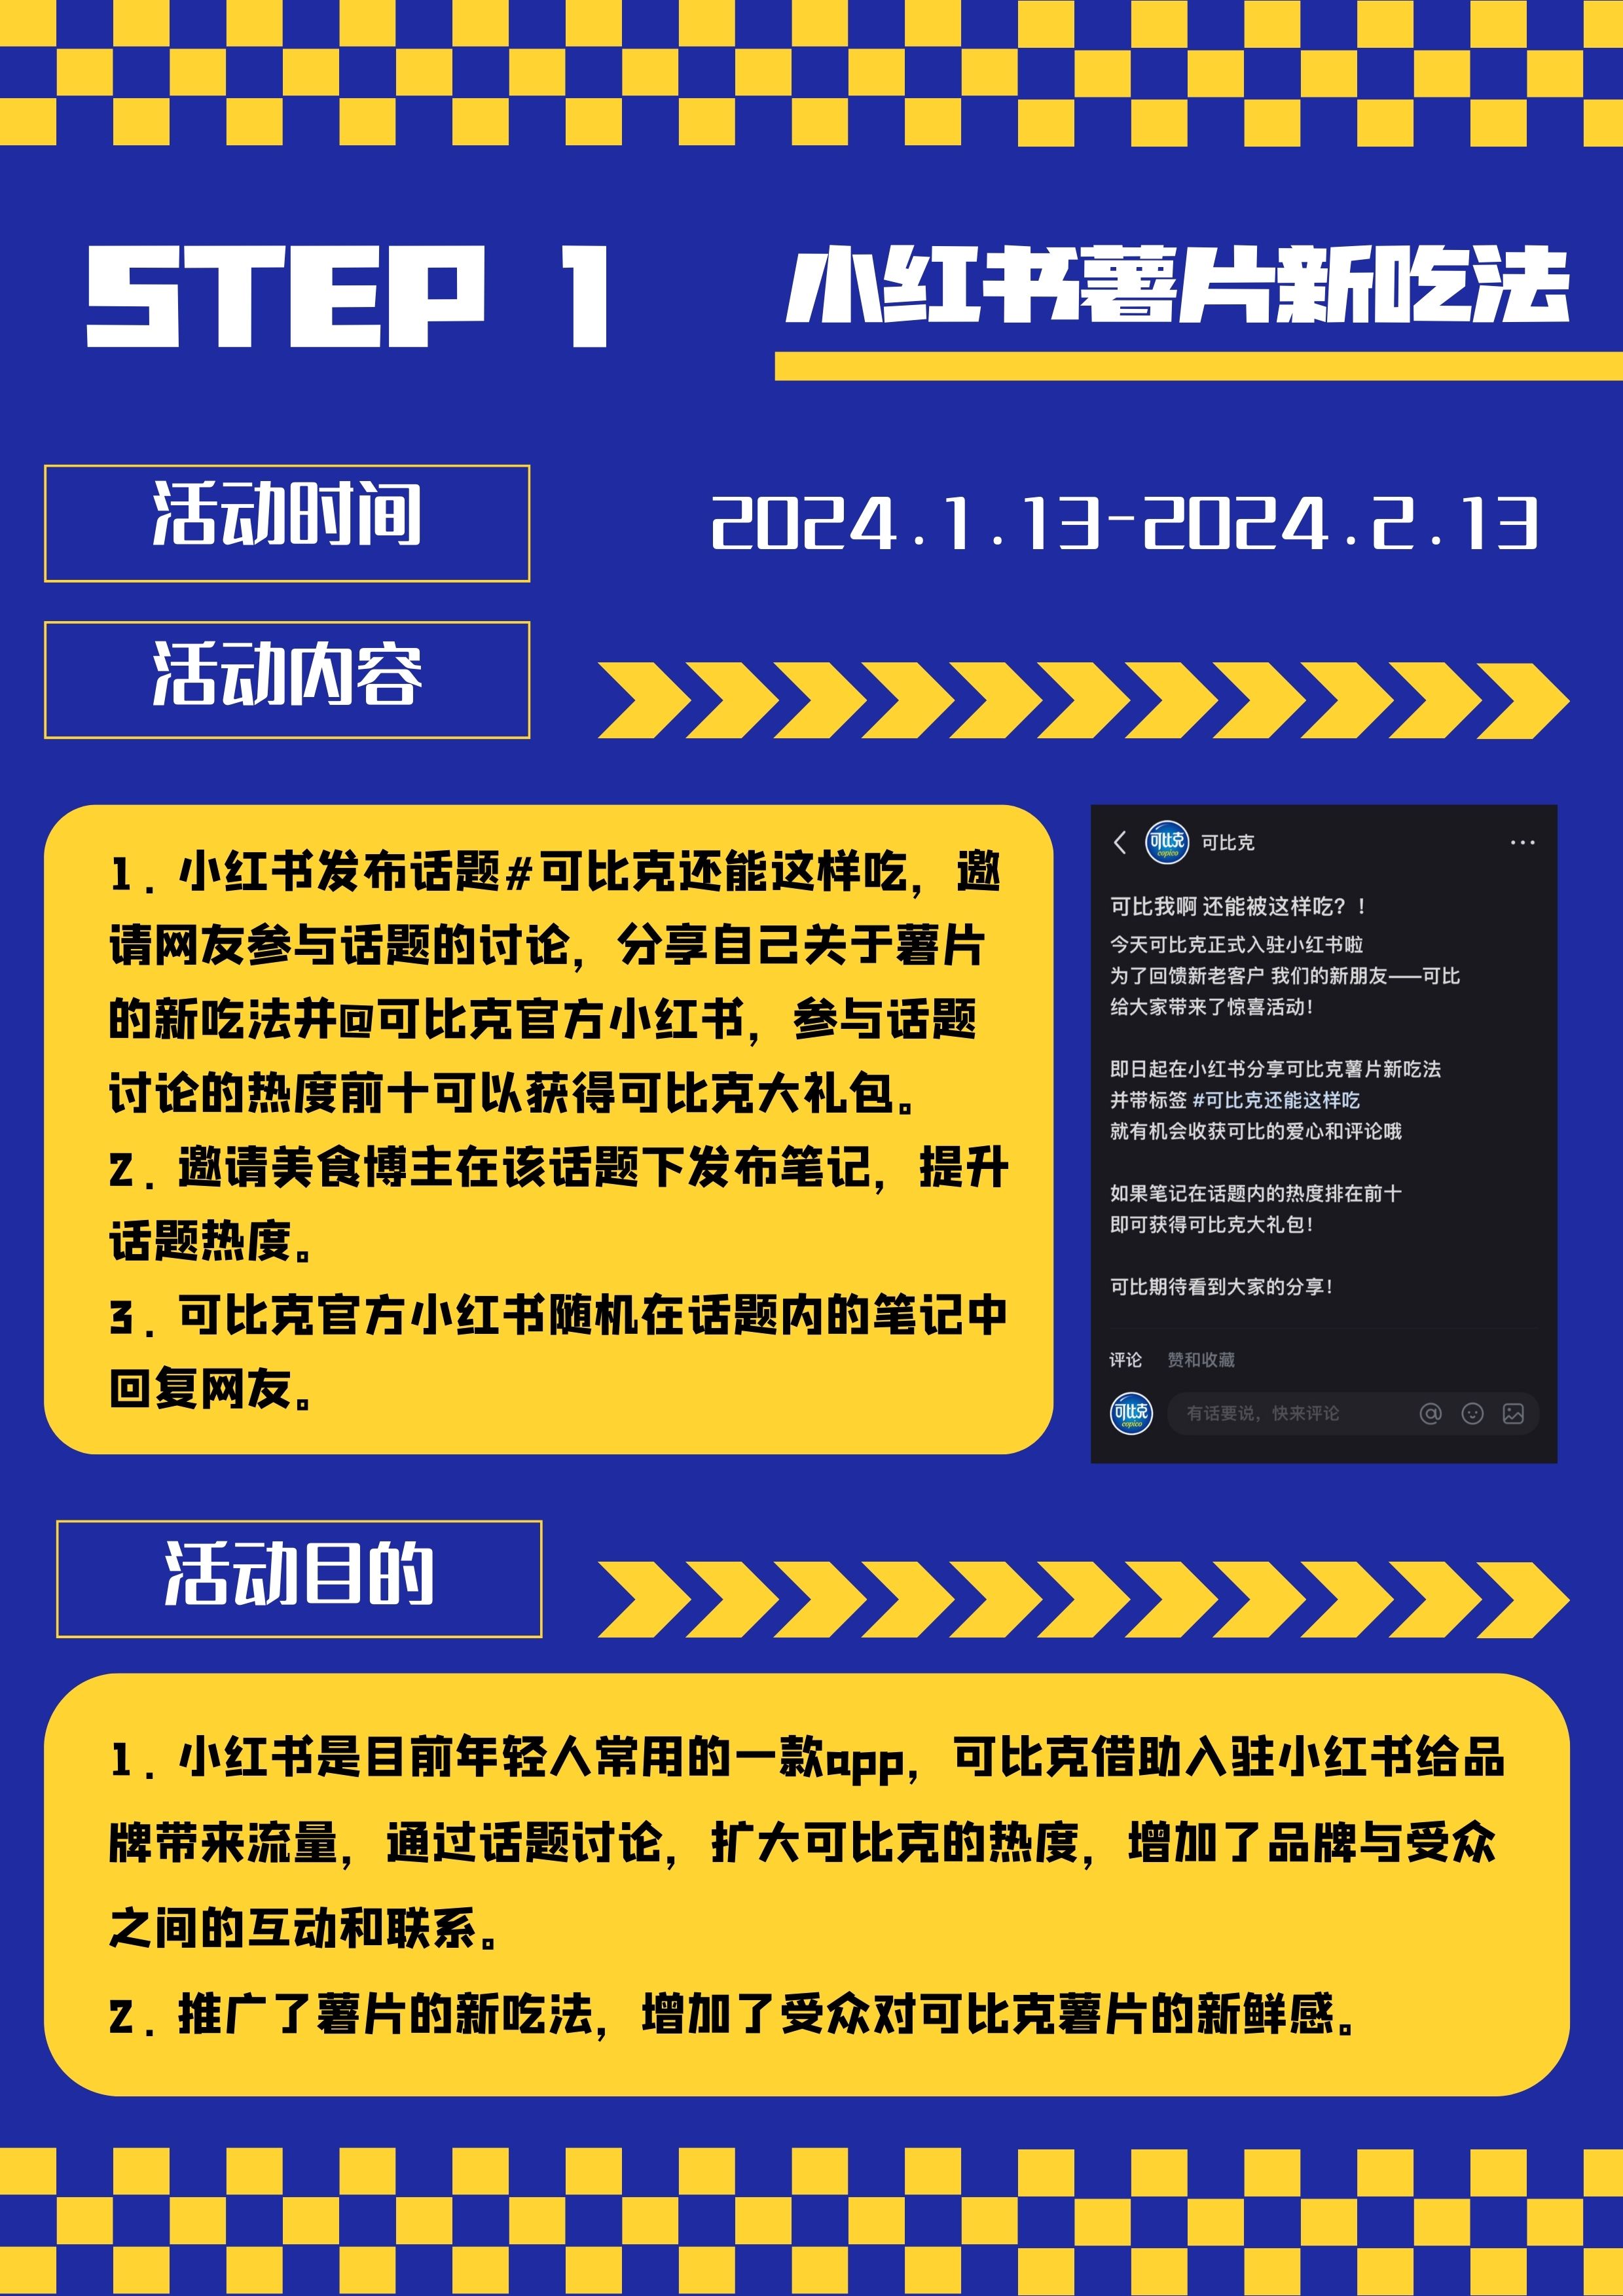 STEP 1
小红书薯片新吃法
活动时间
2024.1.13-2024.2.13
活动内容
1. 小红书发布话题#可比克还能这样吃，邀
请网友参与话题的讨论，分享自己关于薯片
的新吃法并@可比克官方小红书，参与话题
讨论的热度前十可以获得可比克大礼包。
2. 邀请美食博主在该话题下发布笔记，提升
话题热度。
3. 可比克官方小红书随机在话题内的笔记中
回复网友。
可比克
copico
可比克
可比我啊 还能被这样吃？！
今天可比克正式入驻小红书啦
为了回馈新老客户 我们的新朋友——可比
给大家带来了惊喜活动！
即日起在小红书分享可比克薯片新吃法
并带标签 #可比克还能这样吃
就有机会收获可比的爱心和评论哦
如果笔记在话题内的热度排在前十
即可获得可比克大礼包！
可比期待看到大家的分享！
评论 赞和收藏
可比克
copico
有话要说，快来评论
活动目的
1. 小红书是目前年轻人常用的一款app，可比克借助入驻小红书给品
牌带来流量，通过话题讨论，扩大可比克的热度，增加了品牌与受众
之间的互动和联系。
2. 推广了薯片的新吃法，增加了受众对可比克薯片的新鲜感。